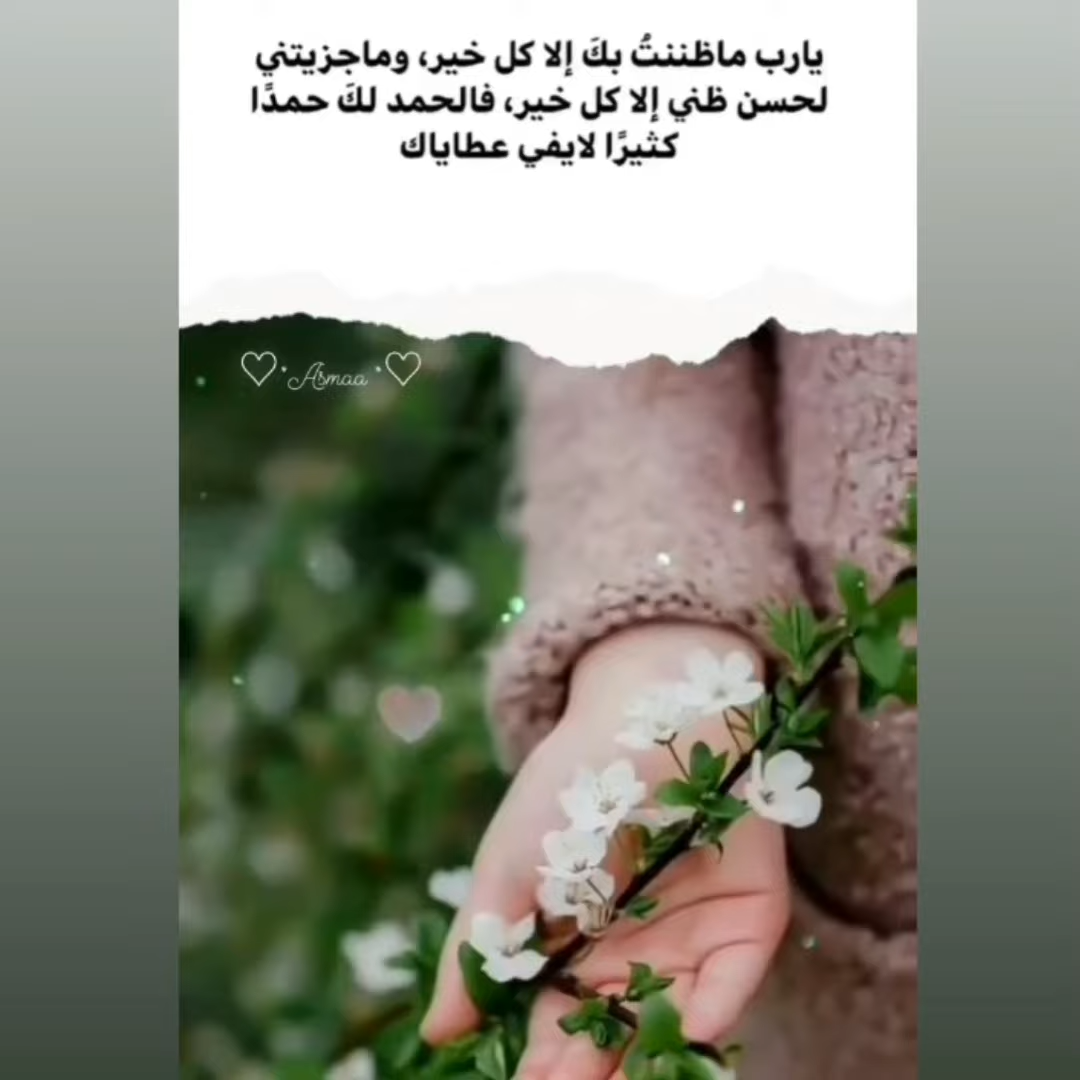 يارب ماظننتُ بكَ إلا كل خير، وماجزيتني
لحسن ظني إلا كل خير، فالحمد لكَ حمدًا
كثيرًا لايفي عطاياك
♡・Asmaa・♡